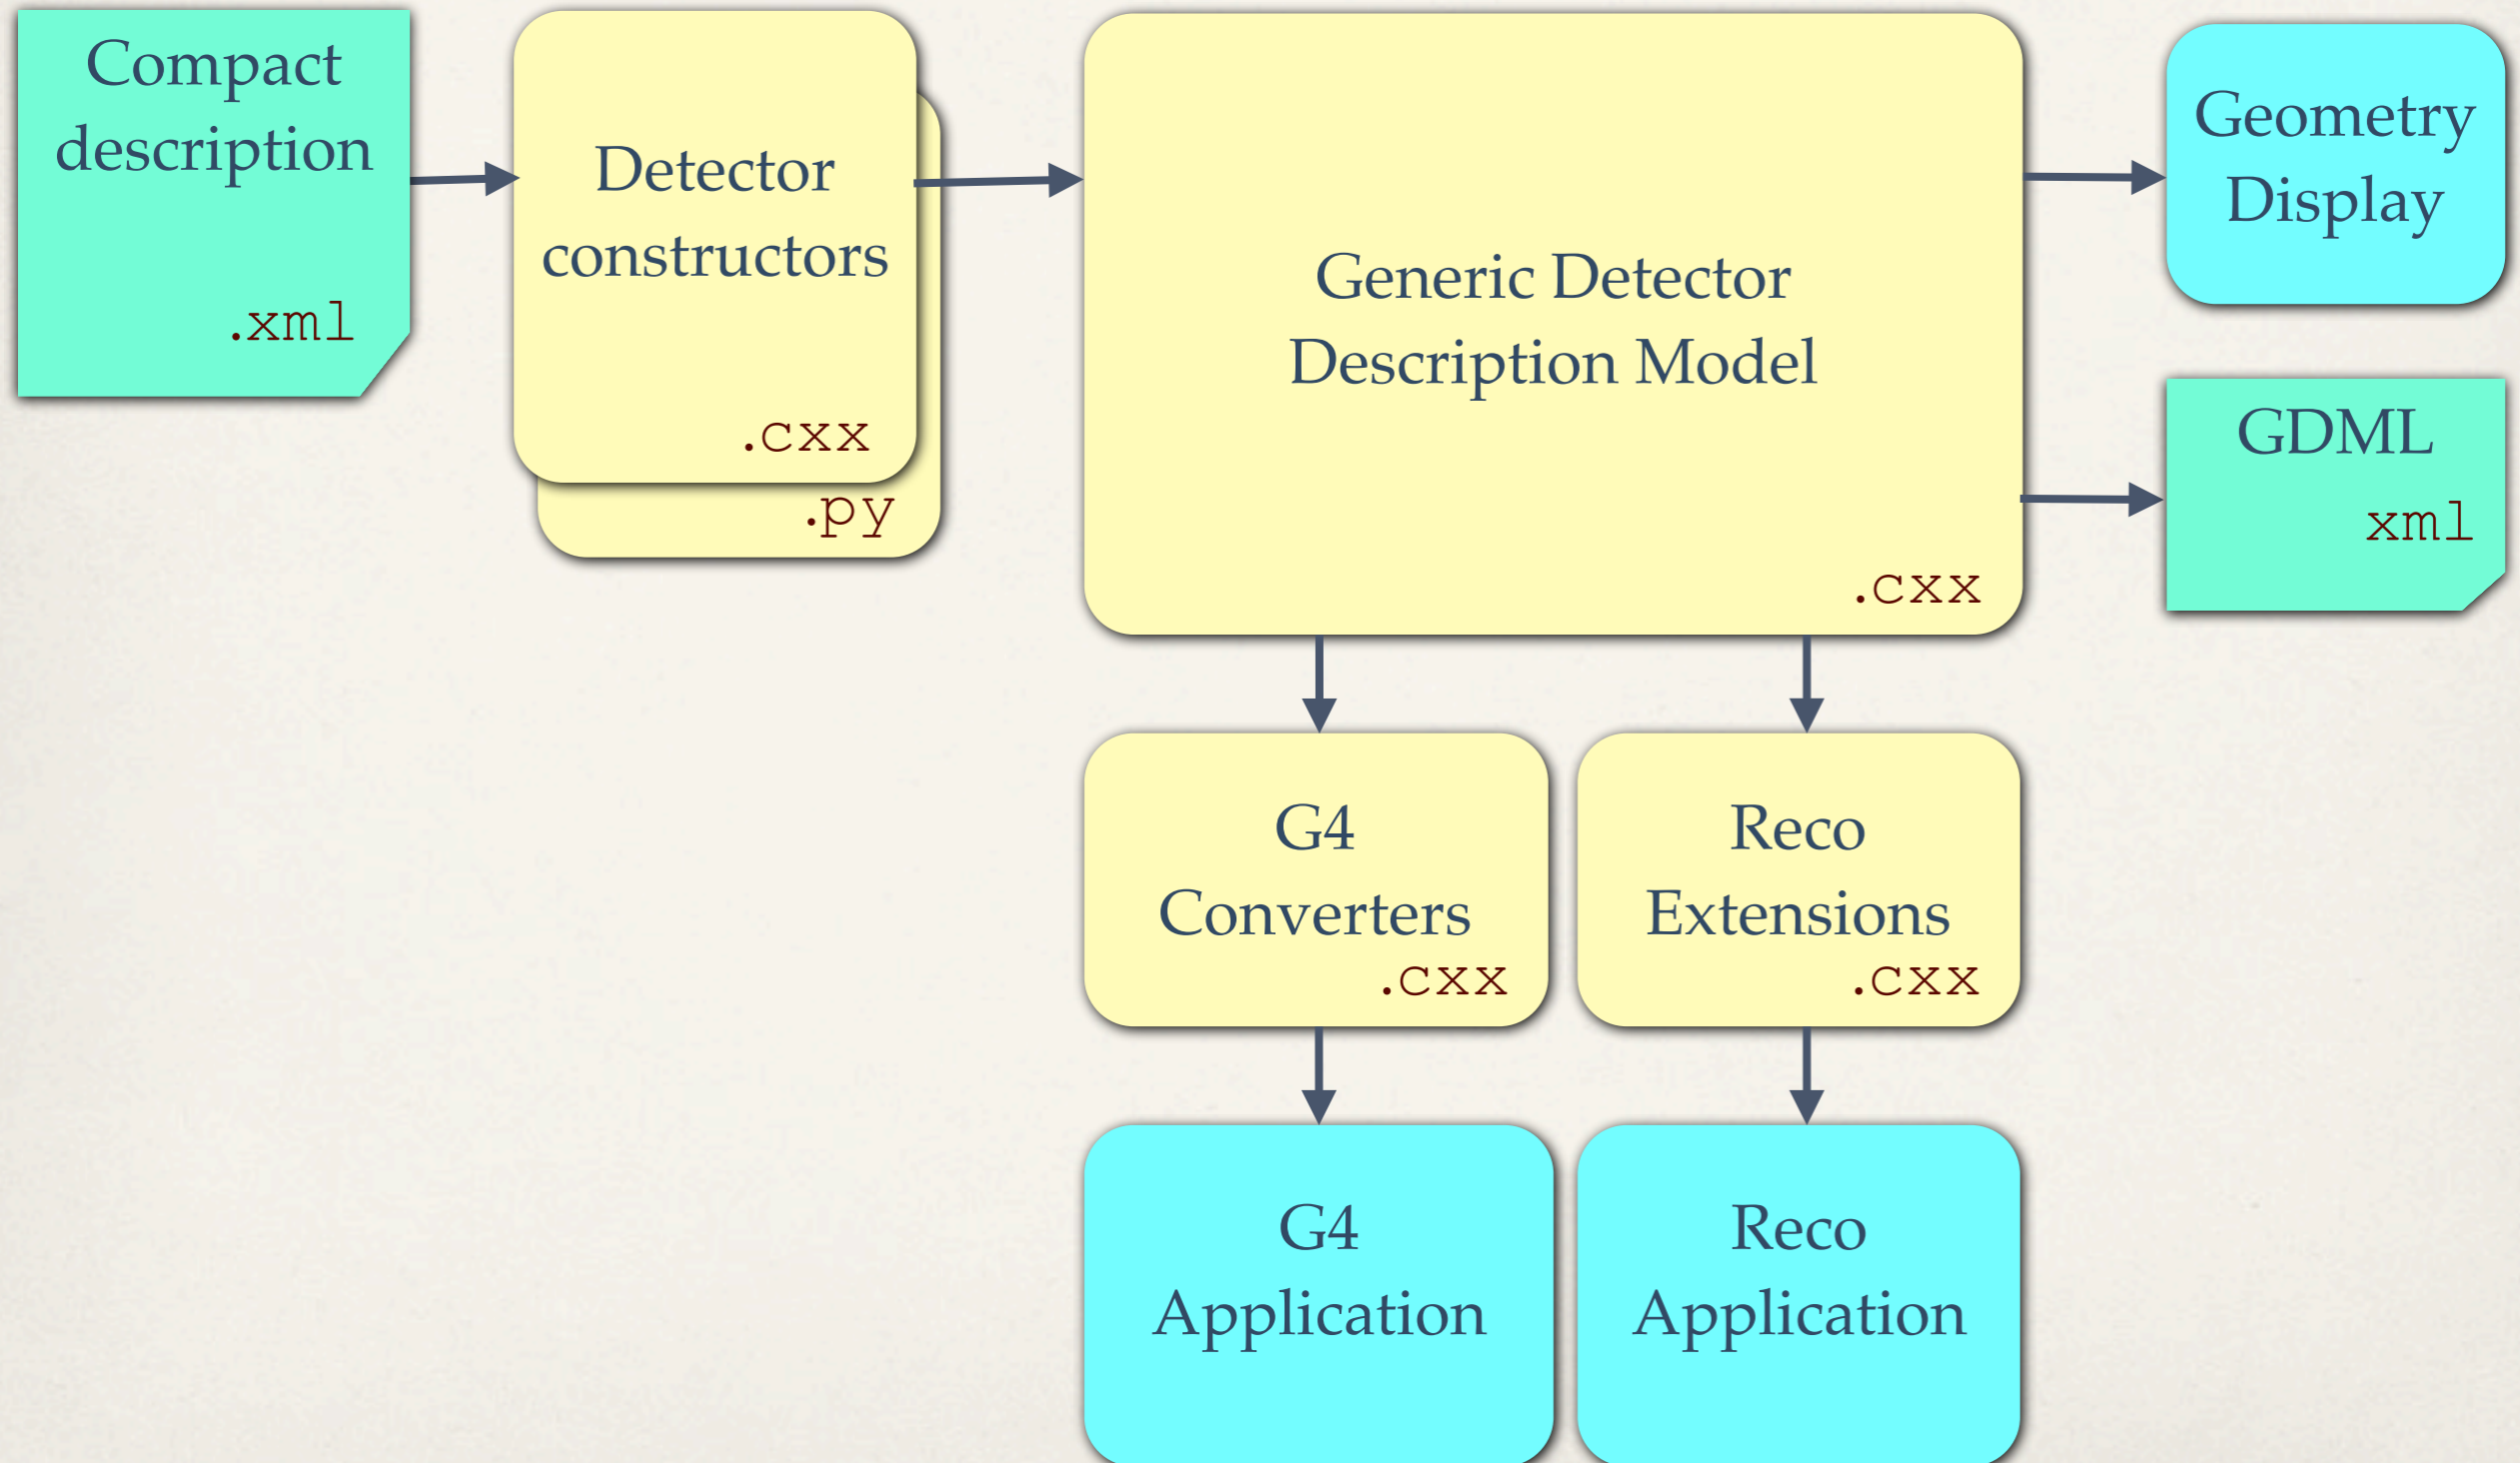 Compact
description
.xml
Detector
constructors
.cxx
.py
Generic Detector
Description Model
.cxx
Geometry
Display
GDML
xml
G4
Converters
.cxx
Reco
Extensions
.cxx
G4
Application
Reco
Application